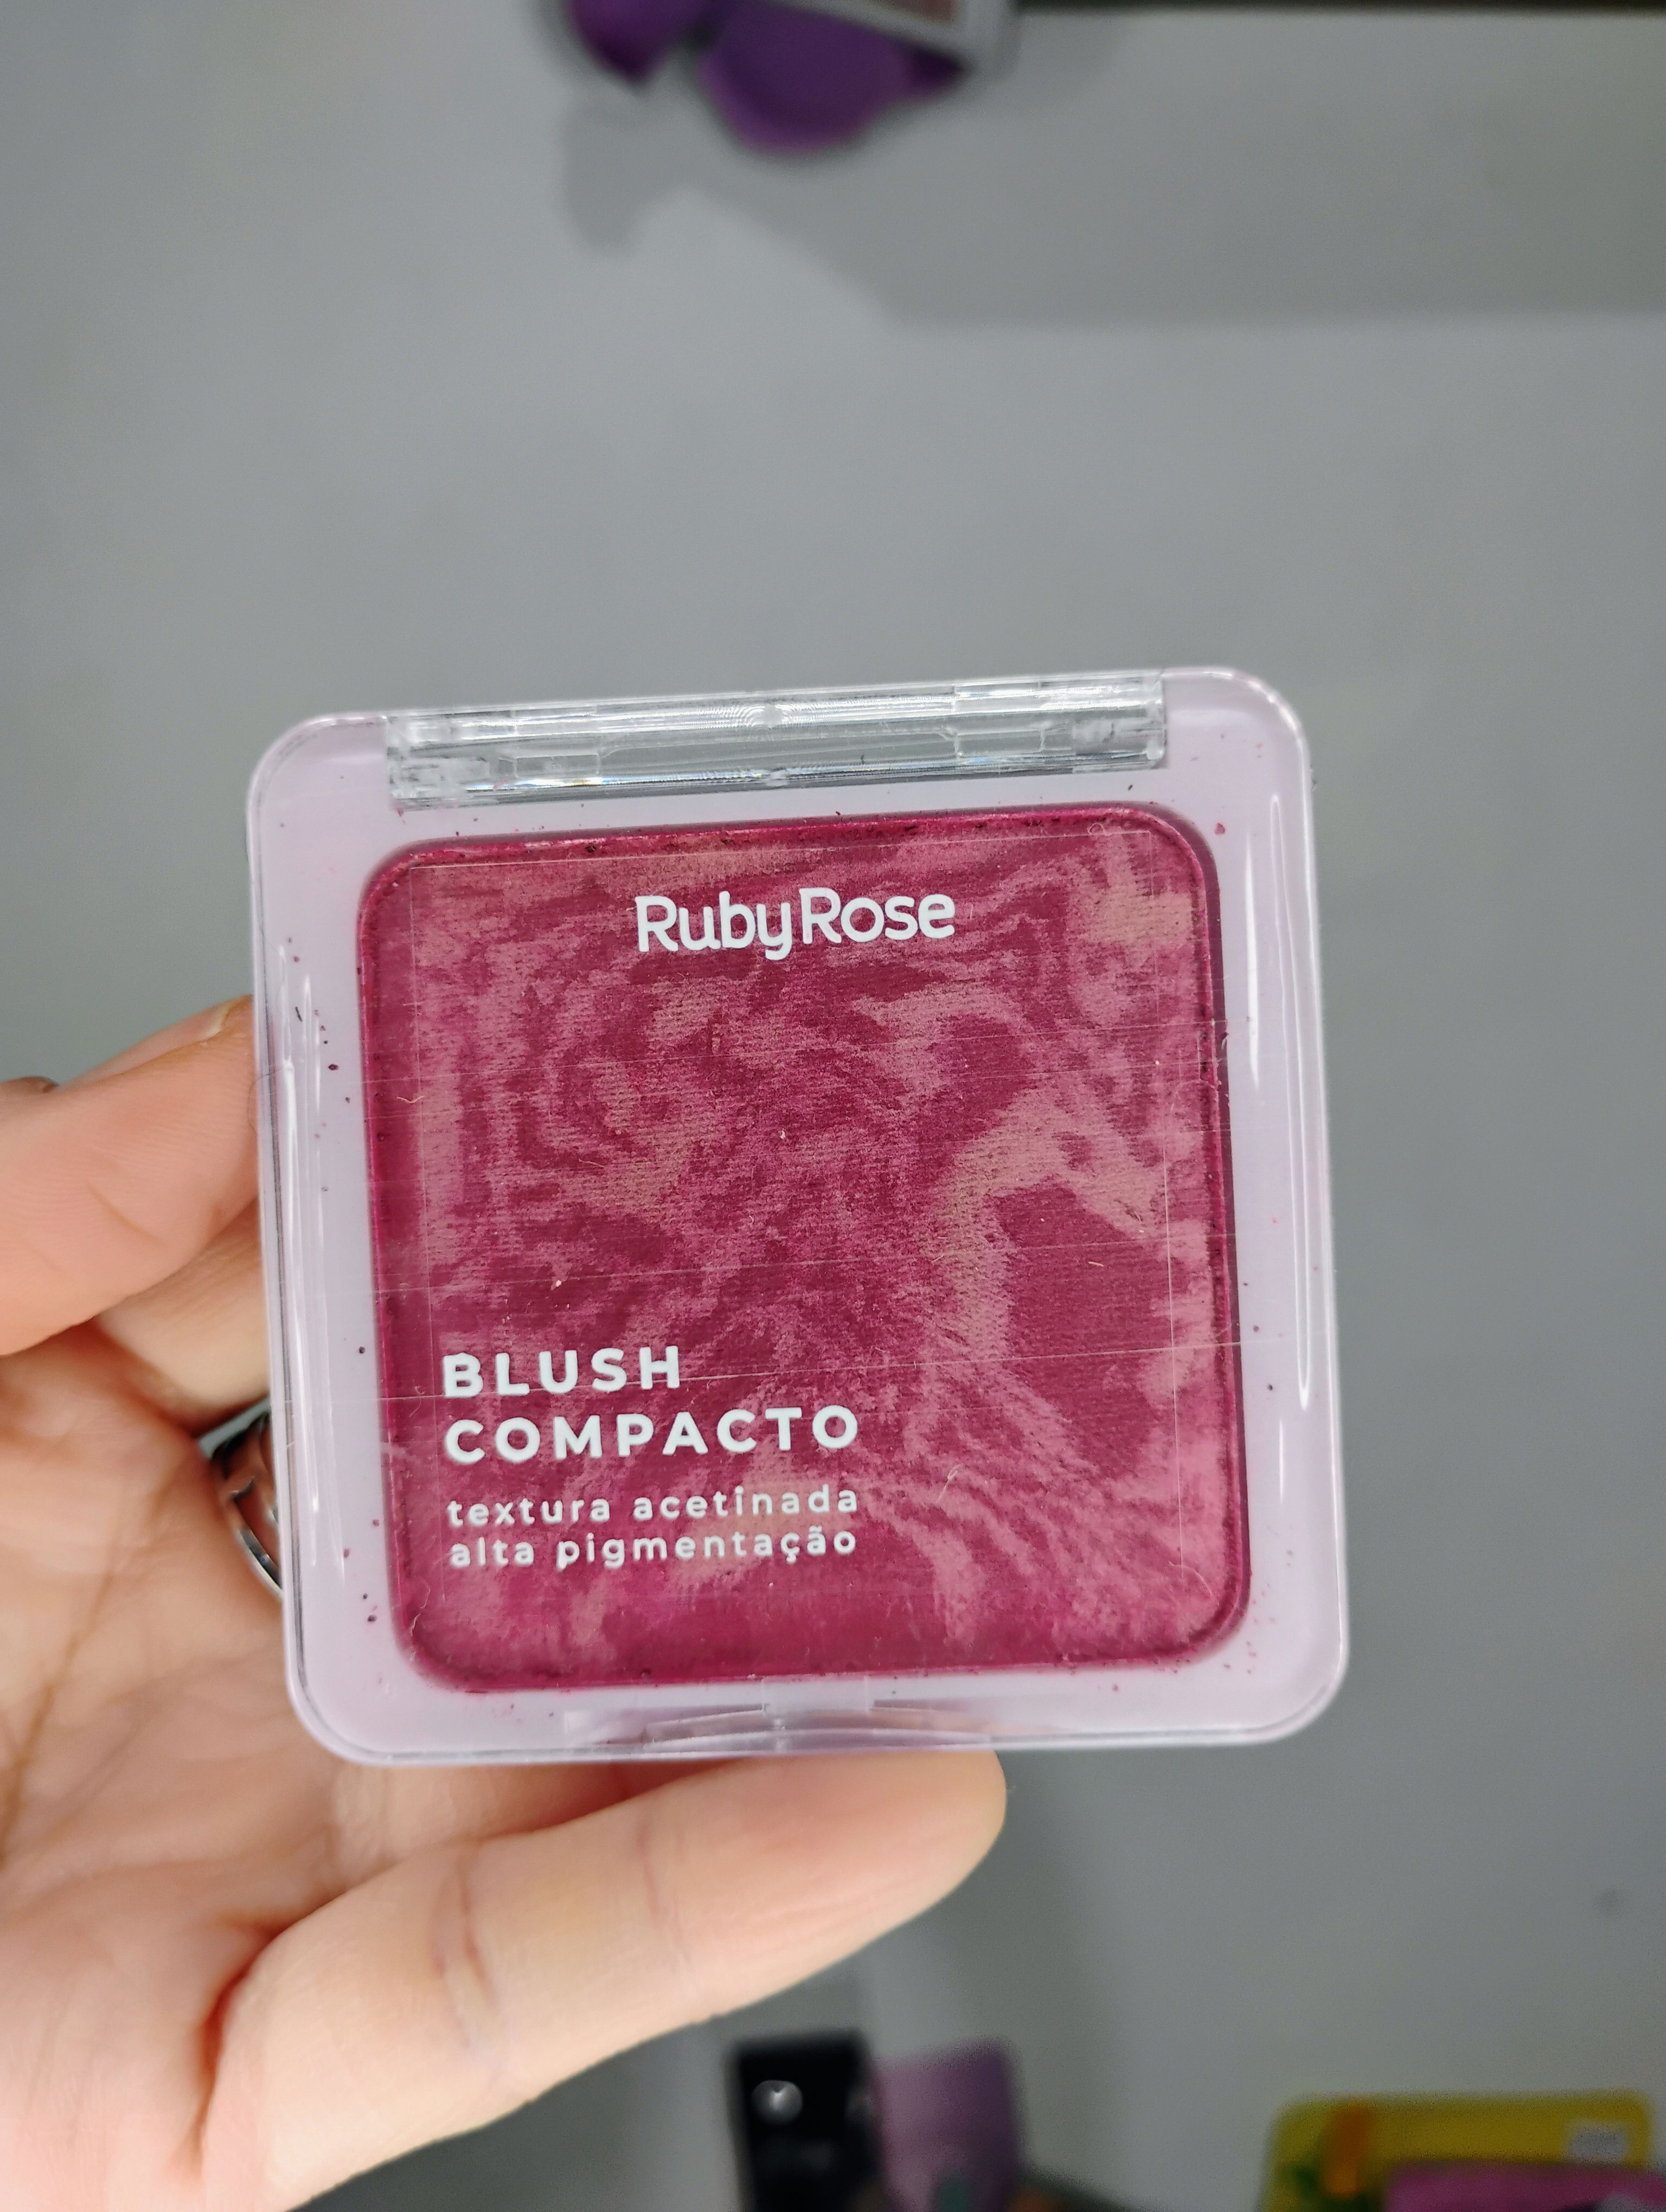 RubyRose
BLUSH
COMPACTO
textura acetinada
alta pigmentação